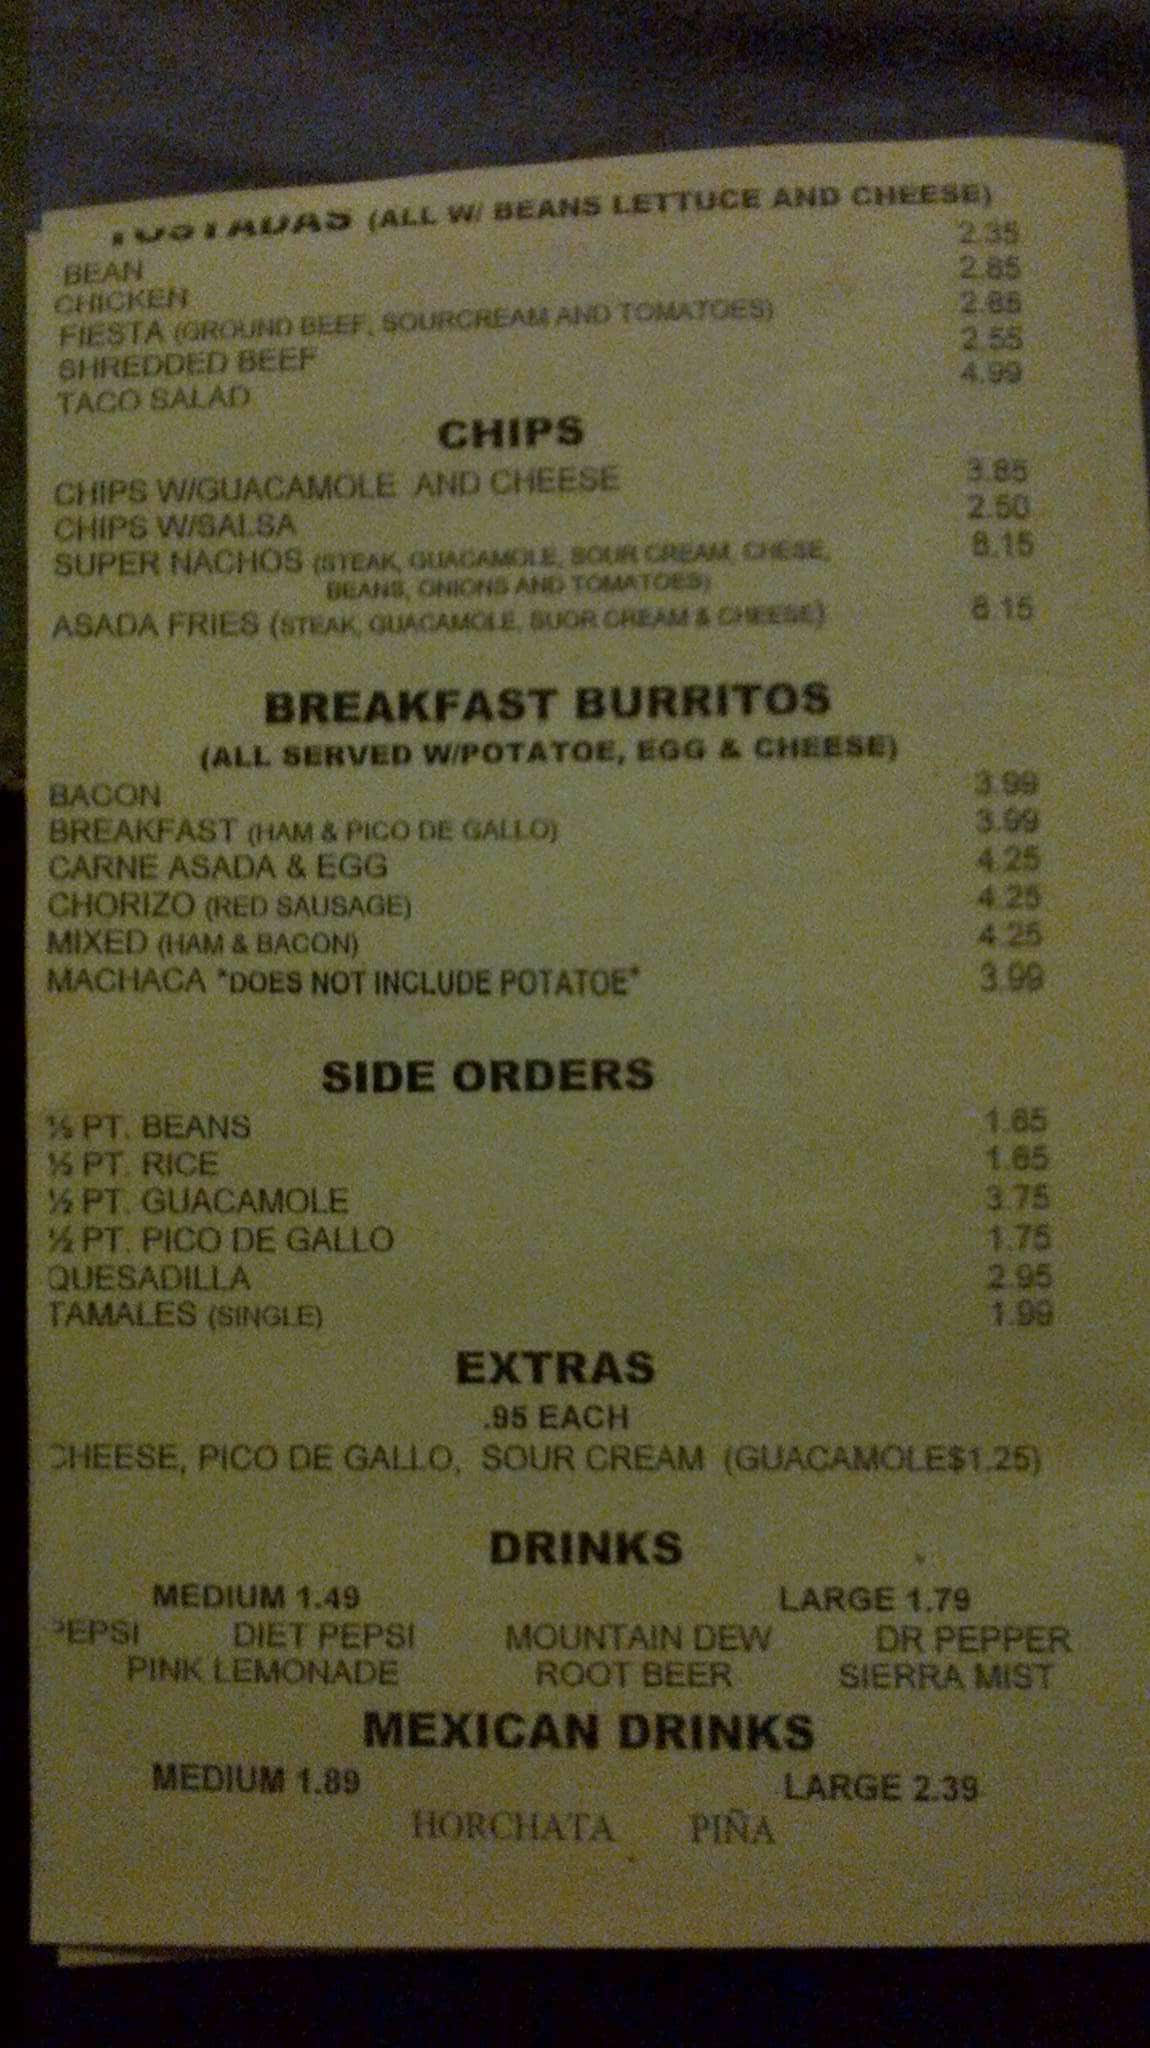 TOSTADAS (ALL W/ BEANS LETTUCE AND CHEESE)
BEAN 2.35
CHICKEN 2.85
FIESTA (GROUND BEEF, SOURCREAM AND TOMATOES) 2.85
SHREDDED BEEF 2.55
TACO SALAD 4.99
CHIPS
CHIPS W/GUACAMOLE AND CHEESE 3.85
CHIPS W/SALSA 2.50
SUPER NACHOS (STEAK, GUACAMOLE, SOUR CREAM, CHESE, 8.15
BEANS, ONIONS AND TOMATOES)
ASADA FRIES (STEAK, GUACAMOLE, SUOR CREAM & CHEESE) 8.15
BREAKFAST BURRITOS
(ALL SERVED W/POTATOE, EGG & CHEESE)
BACON 3.99
BREAKFAST (HAM & PICO DE GALLO) 3.99
CARNE ASADA & EGG 4.25
CHORIZO (RED SAUSAGE) 4.25
MIXED (HAM & BACON) 4.25
MACHACA *DOES NOT INCLUDE POTATOE* 3.99
SIDE ORDERS
½ PT. BEANS 1.65
½ PT. RICE 1.65
½ PT. GUACAMOLE 3.75
½ PT. PICO DE GALLO 1.75
QUESADILLA 2.95
TAMALES (SINGLE) 1.99
EXTRAS
.95 EACH
CHEESE, PICO DE GALLO, SOUR CREAM (GUACAMOLE$1.25)
DRINKS
MEDIUM 1.49 LARGE 1.79
PEPSI DIET PEPSI MOUNTAIN DEW DR PEPPER
PINK LEMONADE ROOT BEER SIERRA MIST
MEXICAN DRINKS
MEDIUM 1.89 LARGE 2.39
HORCHATA PIÑA